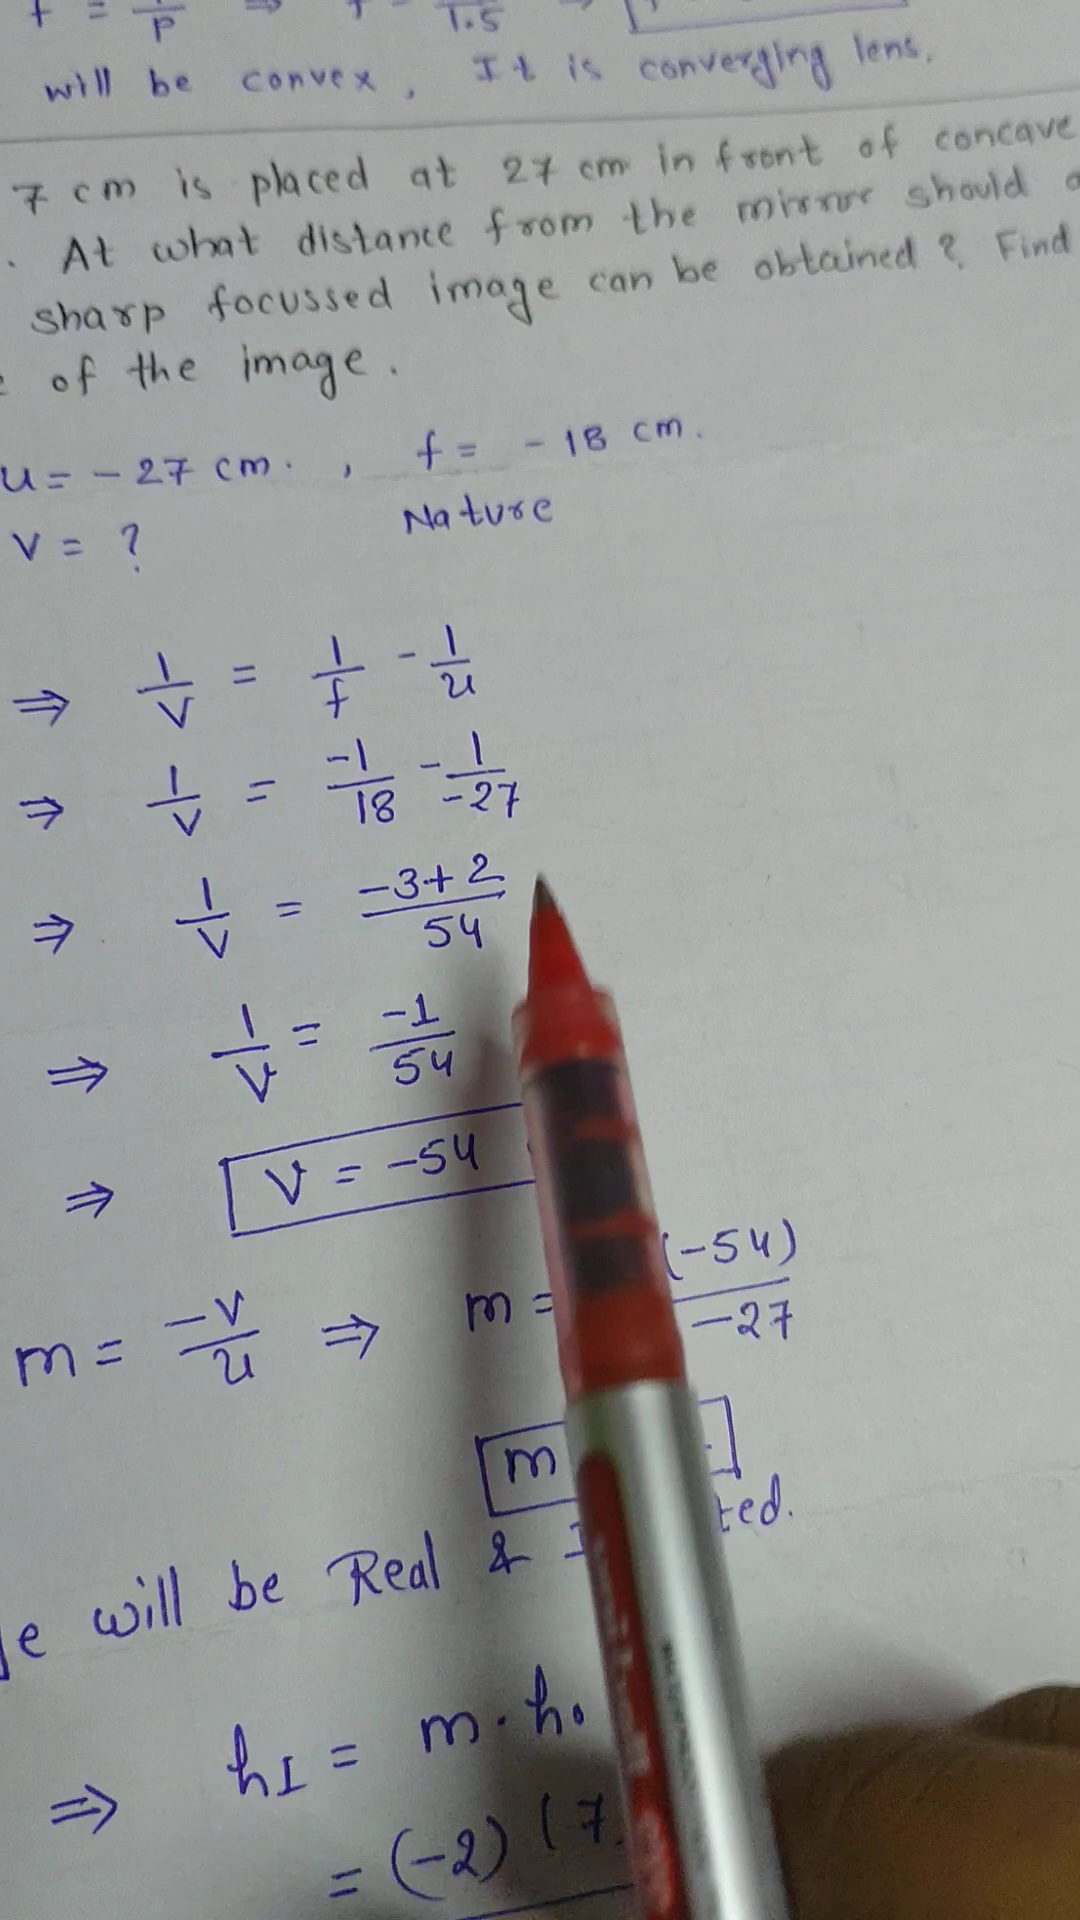 will be convex, It is converging lens.
7 cm is placed at 27 cm in front of concave
. At what distance from the mirror should
sharp focussed image can be obtained? Find
of the image.
u = -27 cm. , f = -18 cm.
v = ? Nature
⇒ 1/v = 1/f - 1/u
⇒ 1/v = -1/18 - 1/-27
⇒ 1/v = -3+2/54
⇒ 1/v = -1/54
⇒ v = -54
m = -v/u ⇒ m = (-54)/-27
m
will be Real &
⇒ hI = m . ho
= (-2) (7